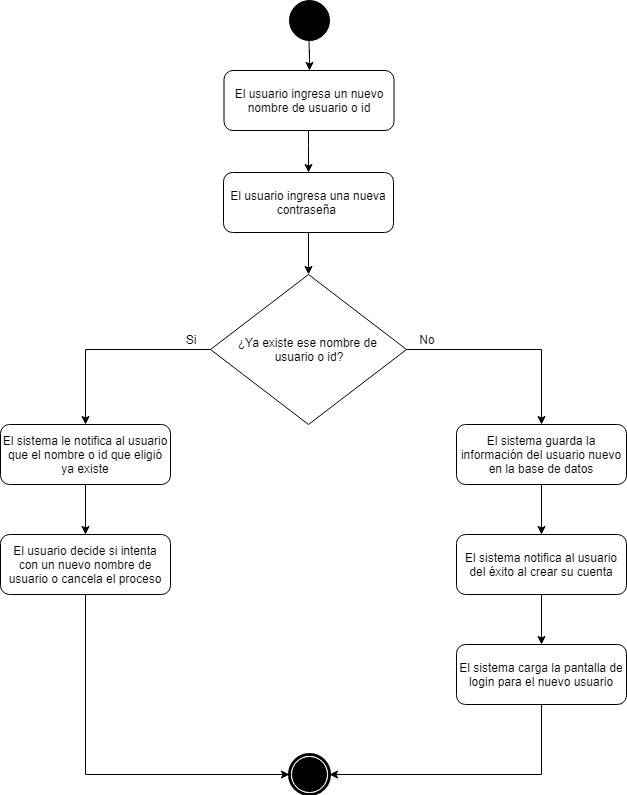 El usuario ingresa un nuevo
nombre de usuario o id
El usuario ingresa una nueva
contraseña
¿Ya existe ese nombre de
usuario o id?
Si
No
El sistema le notifica al usuario
que el nombre o id que eligió
ya existe
El usuario decide si intenta
con un nuevo nombre de
usuario o cancela el proceso
El sistema guarda la
información del usuario nuevo
en la base de datos
El sistema notifica al usuario
del éxito al crear su cuenta
El sistema carga la pantalla de
login para el nuevo usuario